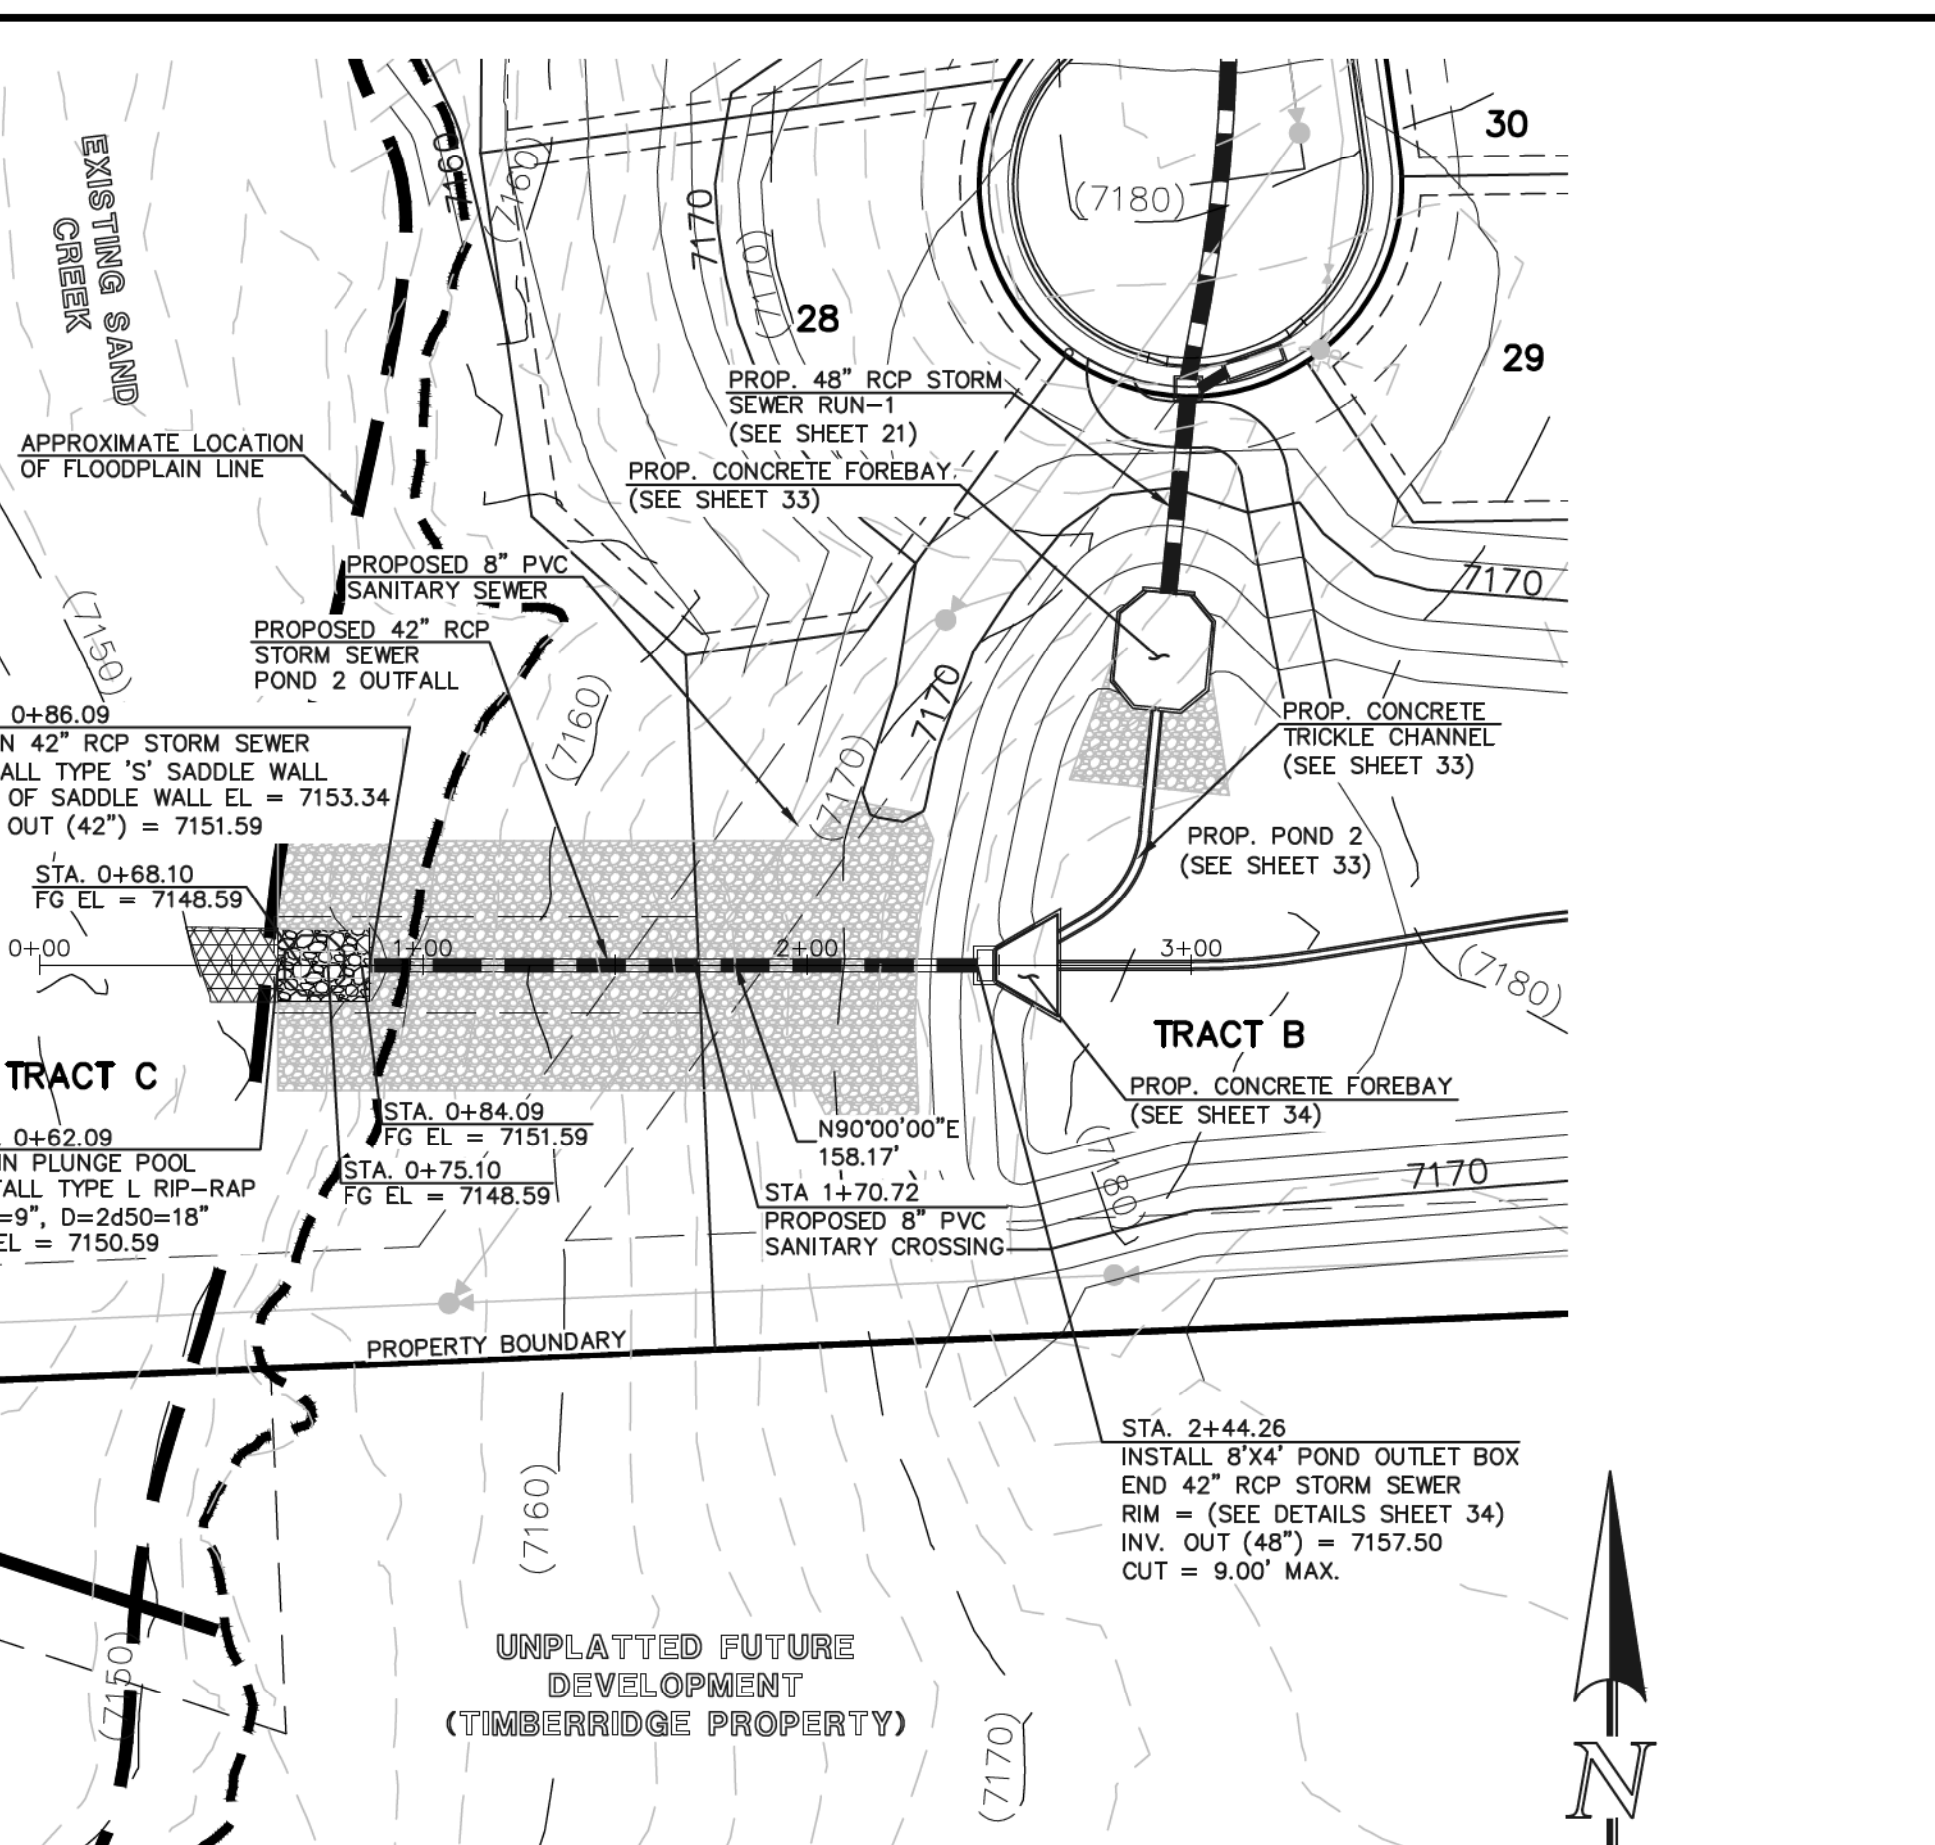 EXISTING SAND
CREEK
7160
(7160)
7170
(7170)
28
(7180)
30
29
PROP. 48" RCP STORM
SEWER RUN-1
(SEE SHEET 21)
PROP. CONCRETE FOREBAY
(SEE SHEET 33)
APPROXIMATE LOCATION
OF FLOODPLAIN LINE
PROPOSED 8" PVC
SANITARY SEWER
PROPOSED 42" RCP
STORM SEWER
POND 2 OUTFALL
(7150)
(7160)
7170
(7170)
7170
PROP. CONCRETE
TRICKLE CHANNEL
(SEE SHEET 33)
PROP. POND 2
(SEE SHEET 33)
0+86.09
N 42" RCP STORM SEWER
ALL TYPE 'S' SADDLE WALL
OF SADDLE WALL EL = 7153.34
OUT (42") = 7151.59
STA. 0+68.10
FG EL = 7148.59
0+00
1+00
2+00
3+00
(7180)
TRACT C
TRACT B
PROP. CONCRETE FOREBAY
(SEE SHEET 34)
STA. 0+84.09
FG EL = 7151.59
STA. 0+75.10
FG EL = 7148.59
N90°00'00"E
158.17'
STA 1+70.72
PROPOSED 8" PVC
SANITARY CROSSING
(7180)
7170
0+62.09
IN PLUNGE POOL
TALL TYPE L RIP-RAP
=9", D=2d50=18"
EL = 7150.59
PROPERTY BOUNDARY
STA. 2+44.26
INSTALL 8'X4' POND OUTLET BOX
END 42" RCP STORM SEWER
RIM = (SEE DETAILS SHEET 34)
INV. OUT (48") = 7157.50
CUT = 9.00' MAX.
(7160)
(7150)
(7170)
UNPLATTED FUTURE
DEVELOPMENT
(TIMBERRIDGE PROPERTY)
N